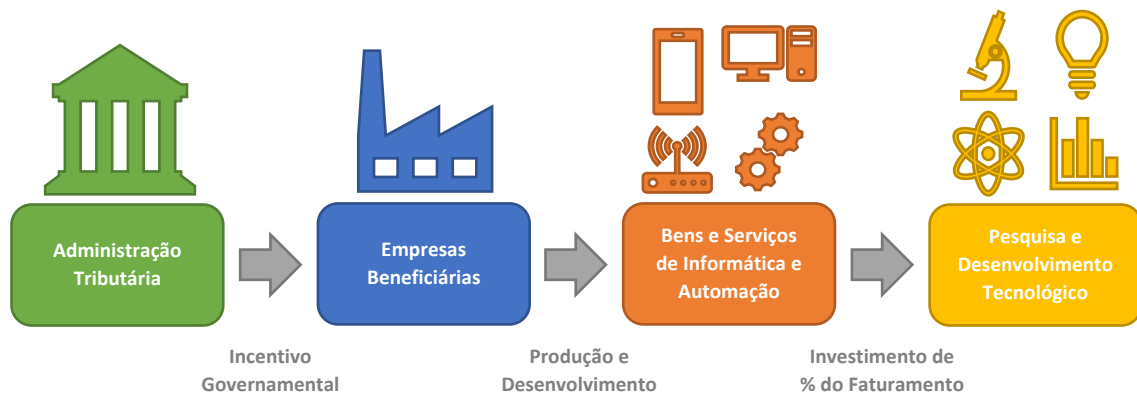 Administração
Tributária
Empresas
Beneficiárias
Bens e Serviços
de Informática e
Automação
Pesquisa e
Desenvolvimento
Tecnológico
Incentivo
Governamental
Produção e
Desenvolvimento
Investimento de
% do Faturamento